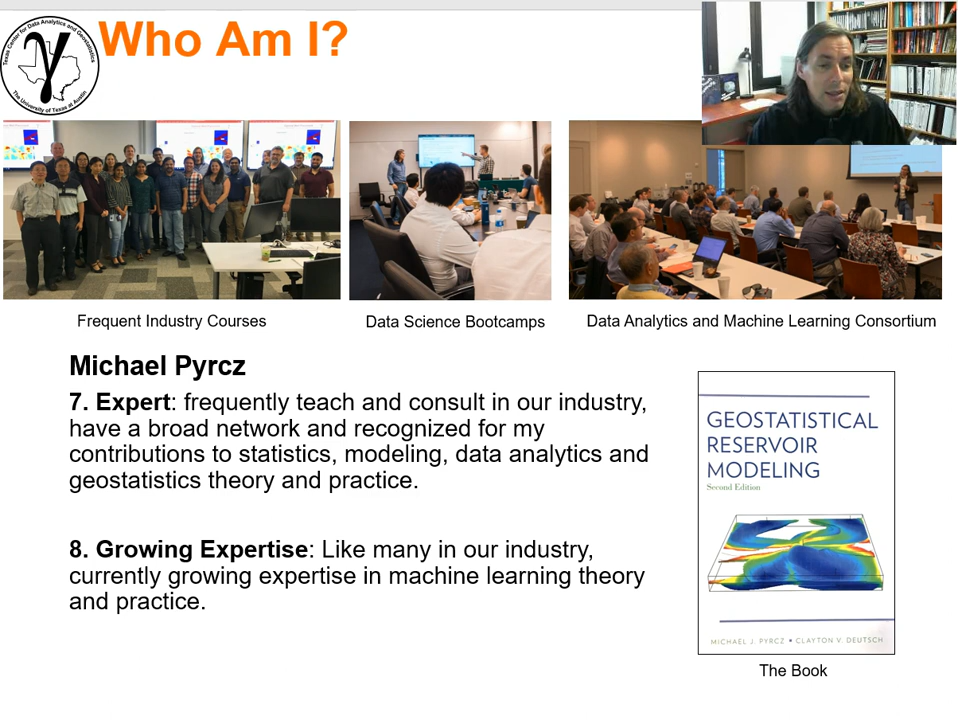 Texas Center for Data Analytics and Geostatistics
The University of Texas at Austin
γ
Who Am I?
Frequent Industry Courses
Data Science Bootcamps
Data Analytics and Machine Learning Consortium
Michael Pyrcz
7. Expert: frequently teach and consult in our industry,
have a broad network and recognized for my
contributions to statistics, modeling, data analytics and
geostatistics theory and practice.
8. Growing Expertise: Like many in our industry,
currently growing expertise in machine learning theory
and practice.
GEOSTATISTICAL
RESERVOIR
MODELING
Second Edition
MICHAEL J. PYRCZ • CLAYTON V. DEUTSCH
The Book